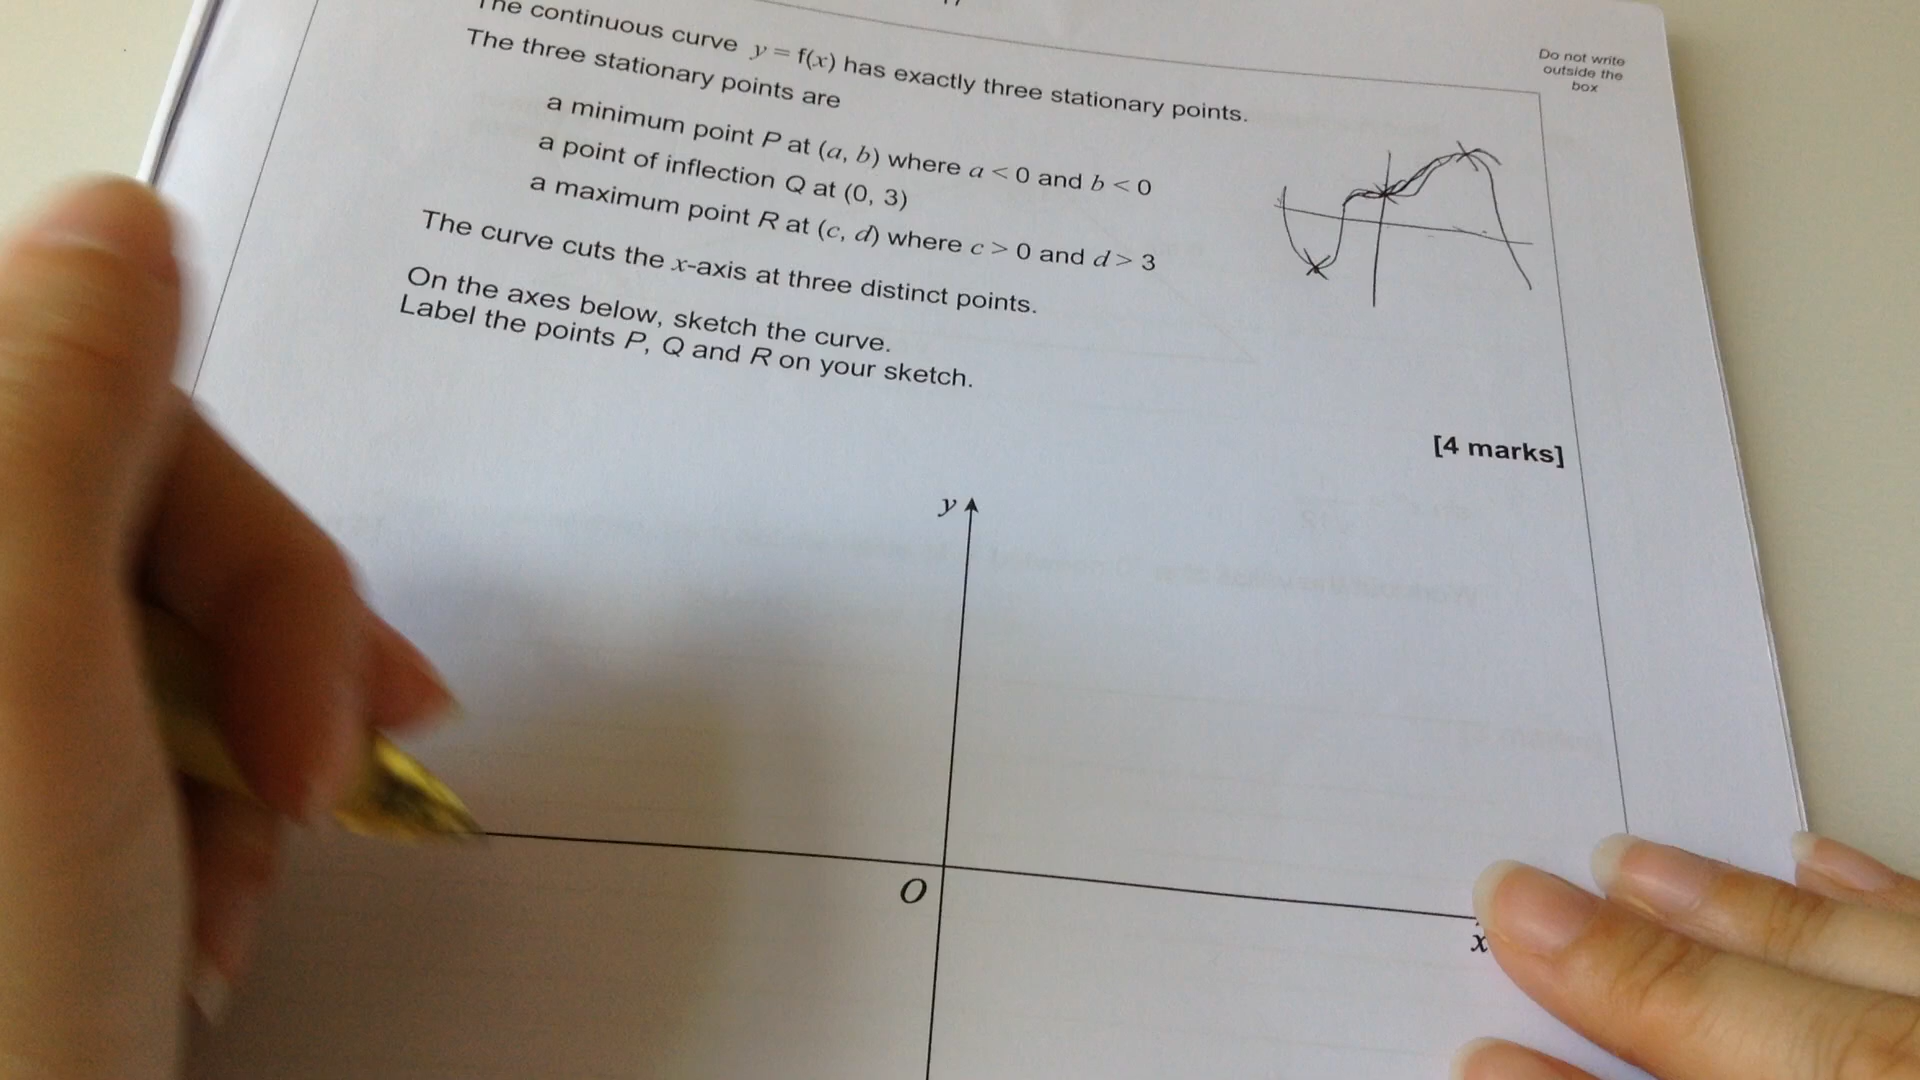 The continuous curve y = f(x) has exactly three stationary points.
The three stationary points are
a minimum point P at (a, b) where a < 0 and b < 0
a point of inflection Q at (0, 3)
a maximum point R at (c, d) where c > 0 and d > 3
The curve cuts the x-axis at three distinct points.
On the axes below, sketch the curve.
Label the points P, Q and R on your sketch.
[4 marks]
Do not write
outside the
box
y
O
x